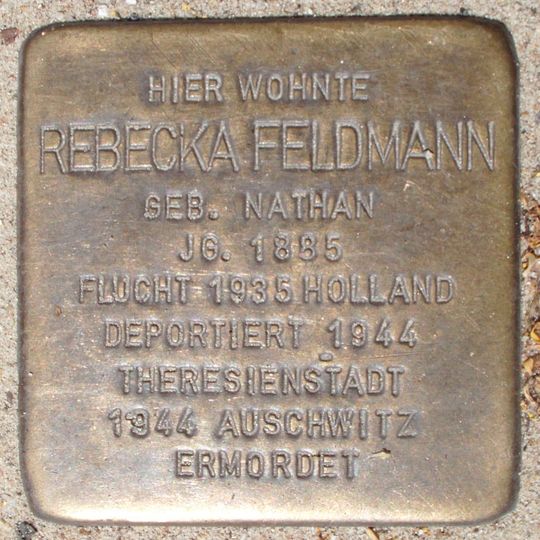 HIER WOHNTE
REBECKA FELDMANN
GEB. NATHAN
JG. 1885
FLUCHT 1935 HOLLAND
DEPORTIERT 1944
THERESIENSTADT
1944 AUSCHWITZ
ERMORDET